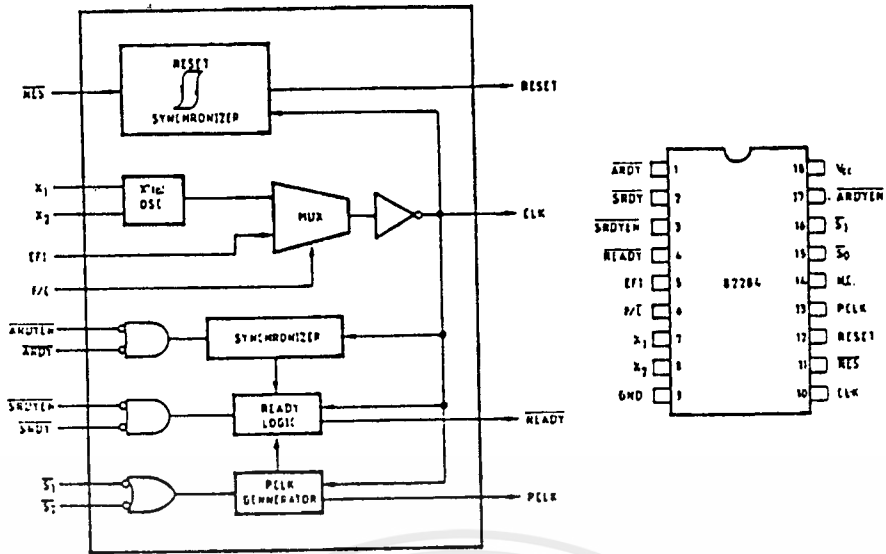 RESET
SYNCHRONIZER
RES
RESET
X1
X2
OSC
MUX
CLK
EFI
F/C
ARDYEN
ARDY
SYNCHRONIZER
SRDYEN
SRDY
READY
LOGIC
READY
S1
S0
PCLK
GENNERATOR
PCLK
ARDY 1
SRDY 2
SRDYEN 3
READY 4
EFI 5
F/C 6
X1 7
X2 8
GND 9
82284
18 VCC
17 ARDYEN
16 S1
15 S0
14 N.C.
13 PCLK
12 RESET
11 RES
10 CLK